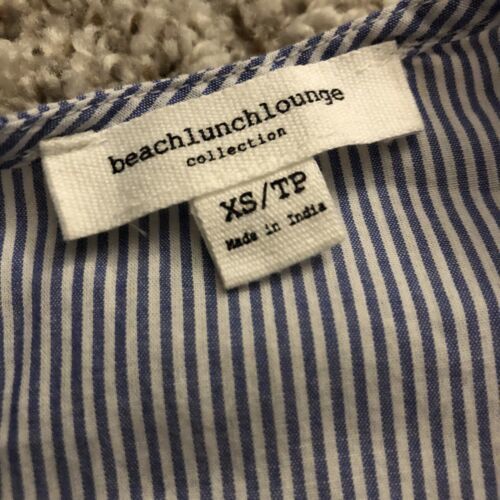 beachlunchlounge
collection
XS/TP
Made in India